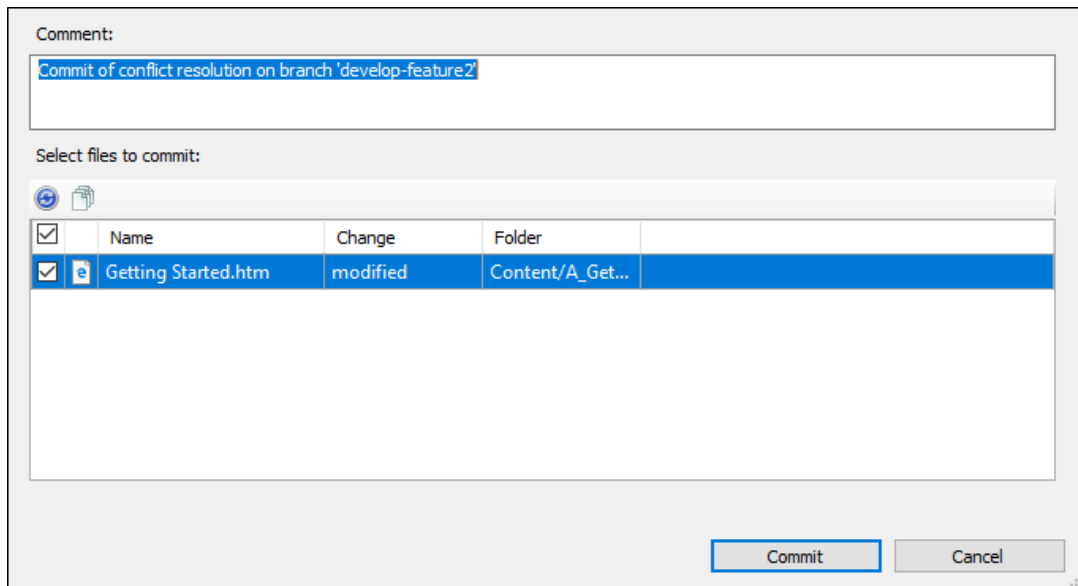 Comment:
Commit of conflict resolution on branch 'develop-feature2'
Select files to commit:
Name Change Folder
Getting Started.htm modified Content/A_Get...
Commit Cancel